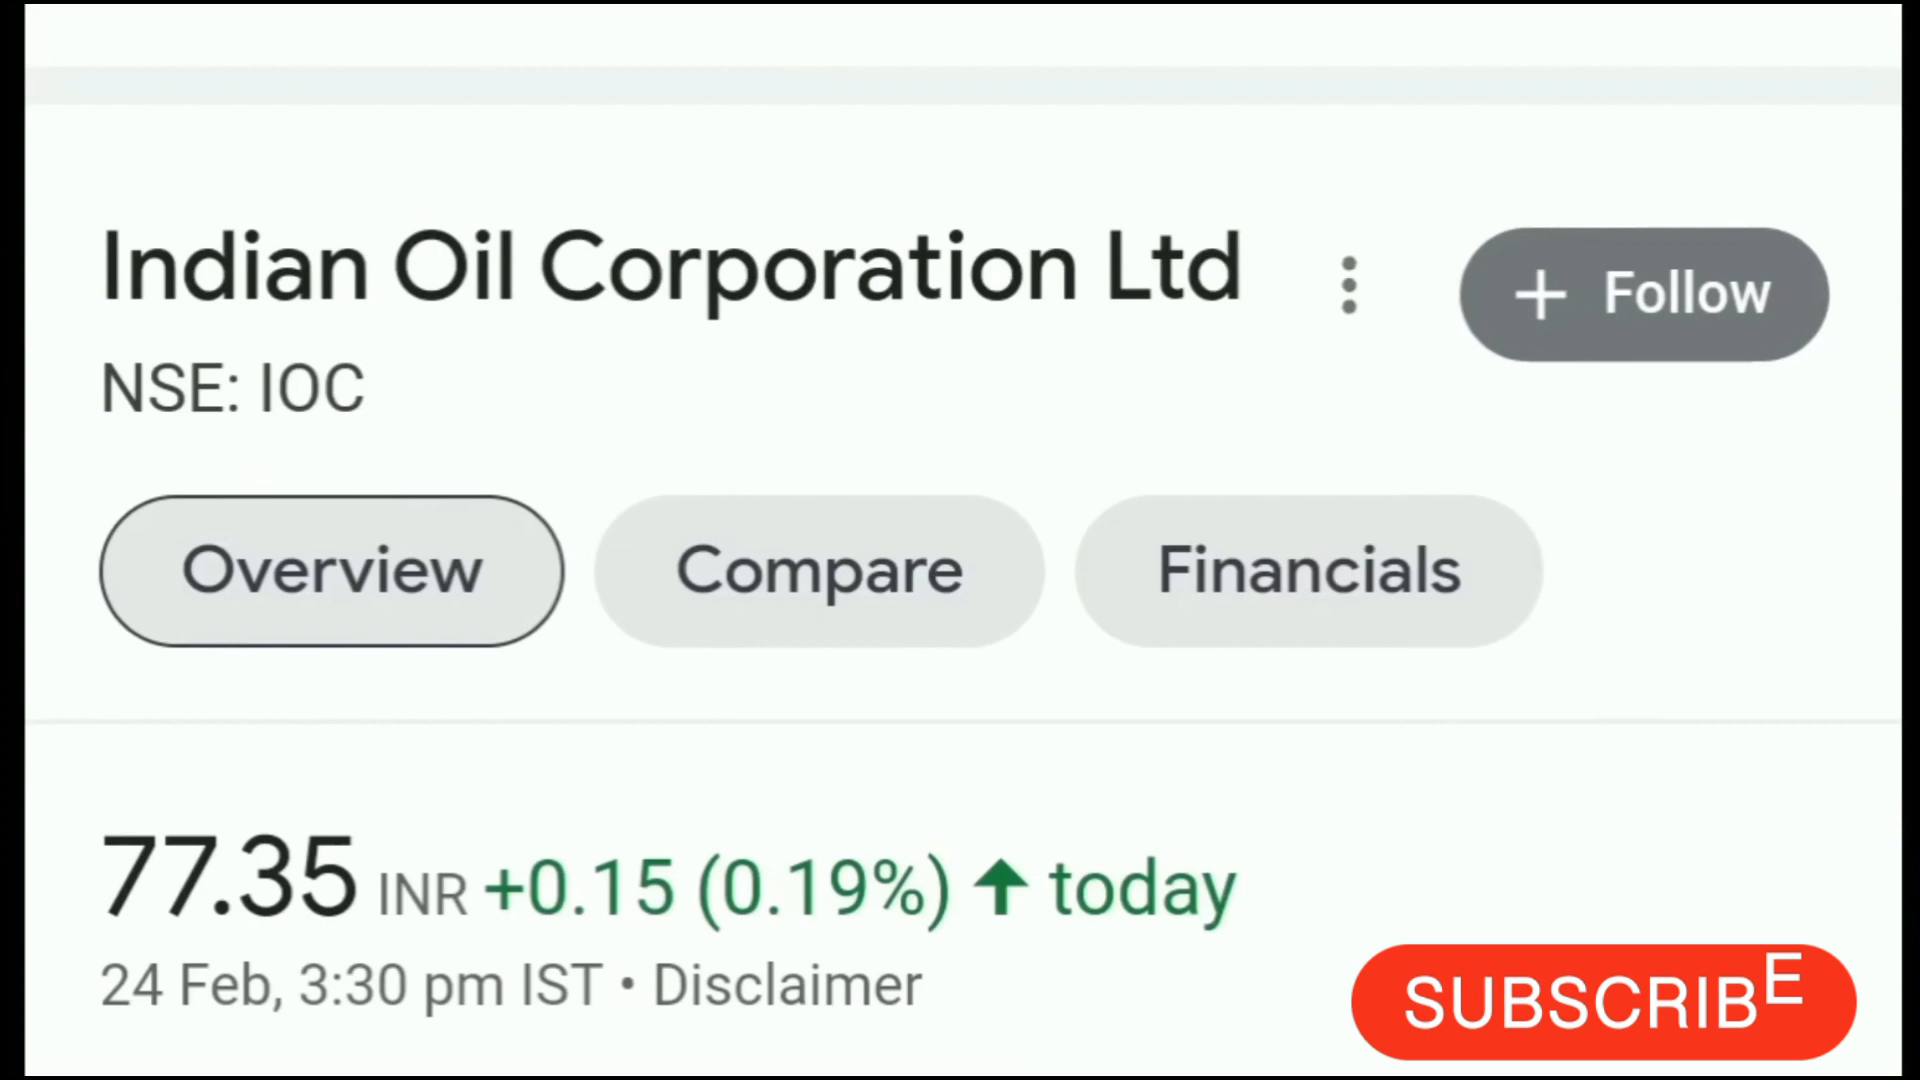 Indian Oil Corporation Ltd
+ Follow
NSE: IOC
Overview Compare Financials
77.35 INR +0.15 (0.19%) ↑ today
24 Feb, 3:30 pm IST • Disclaimer
SUBSCRIBE